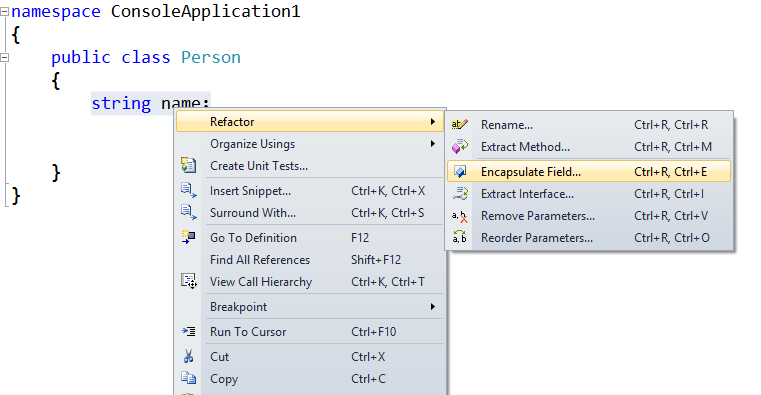 namespace ConsoleApplication1
{
public class Person
{
string name;
}
}
Refactor
Organize Usings
Create Unit Tests...
Insert Snippet... Ctrl+K, Ctrl+X
Surround With... Ctrl+K, Ctrl+S
Go To Definition F12
Find All References Shift+F12
View Call Hierarchy Ctrl+K, Ctrl+T
Breakpoint
Run To Cursor Ctrl+F10
Cut Ctrl+X
Copy Ctrl+C
Rename... Ctrl+R, Ctrl+R
Extract Method... Ctrl+R, Ctrl+M
Encapsulate Field... Ctrl+R, Ctrl+E
Extract Interface... Ctrl+R, Ctrl+I
Remove Parameters... Ctrl+R, Ctrl+V
Reorder Parameters... Ctrl+R, Ctrl+O